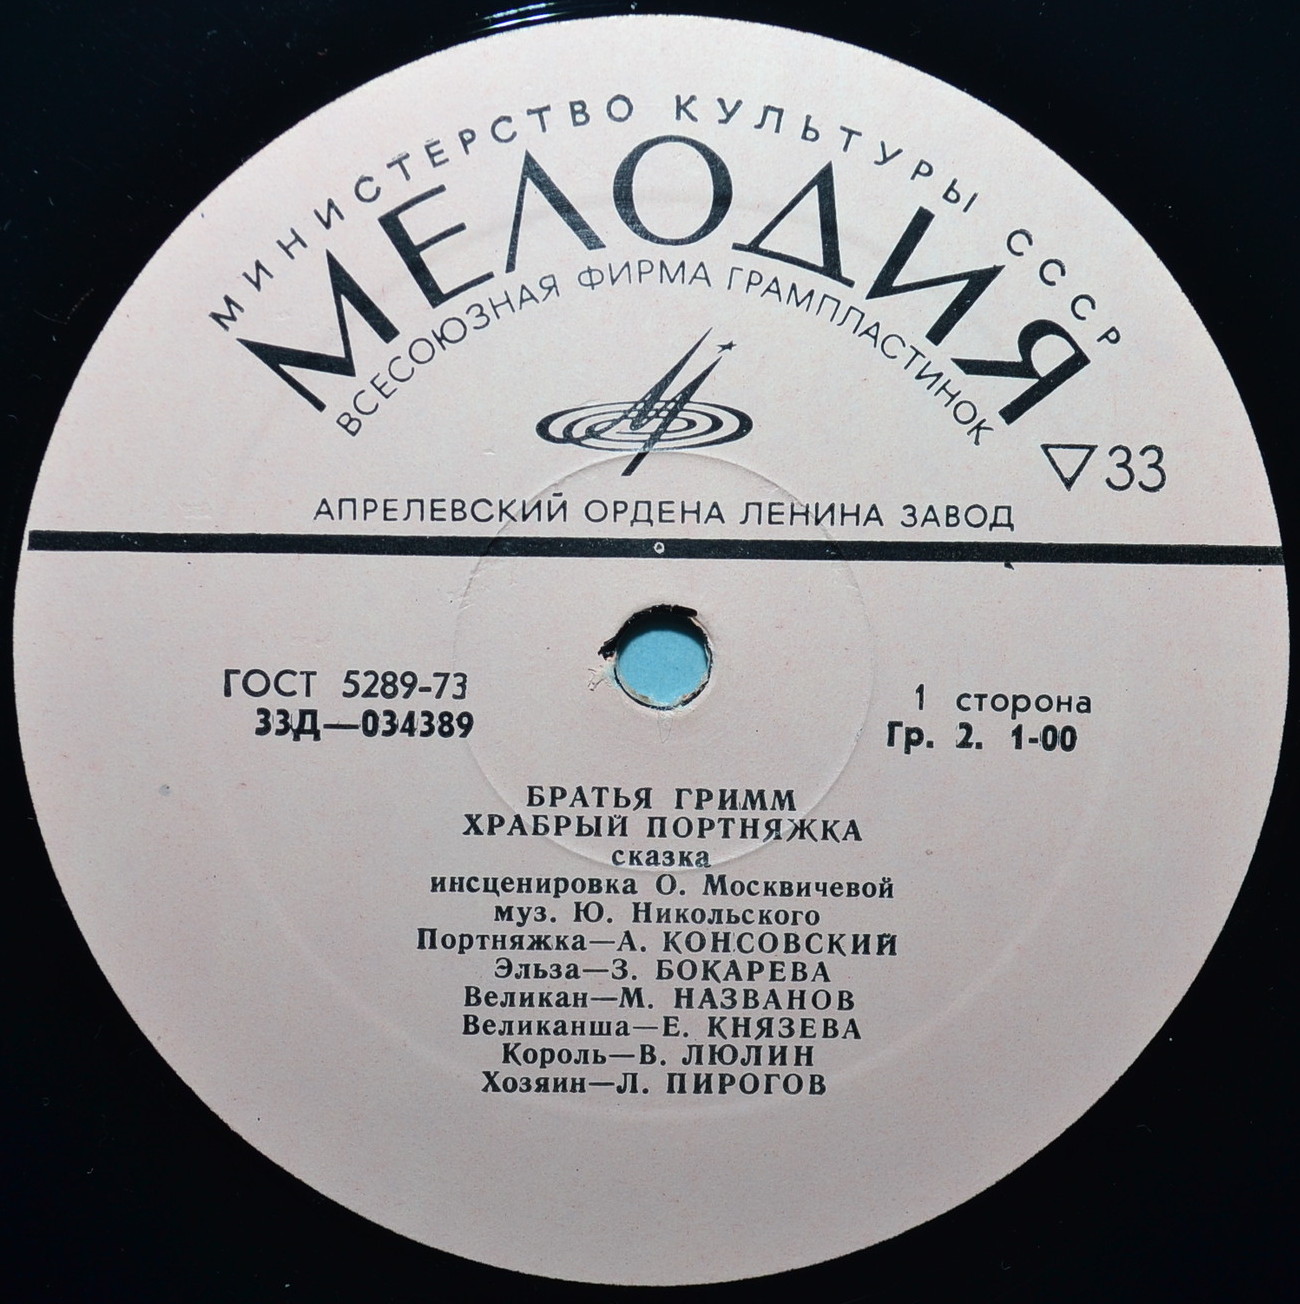 МИНИСТЕРСТВО КУЛЬТУРЫ СССР
МЕЛОДИЯ
ВСЕСОЮЗНАЯ ФИРМА ГРАМПЛАСТИНОК
33
АПРЕЛЕВСКИЙ ОРДЕНА ЛЕНИНА ЗАВОД
ГОСТ 5289-73
33Д—034389
1 сторона
Гр. 2. 1-00
БРАТЬЯ ГРИММ
ХРАБРЫЙ ПОРТНЯЖКА
сказка
инсценировка О. Москвичевой
муз. Ю. Никольского
Портняжка—А. КОНСОВСКИЙ
Эльза—З. БОКАРЕВА
Великан—М. НАЗВАНОВ
Великанша—Е. КНЯЗЕВА
Король—В. ЛЮЛИН
Хозяин—Л. ПИРОГОВ